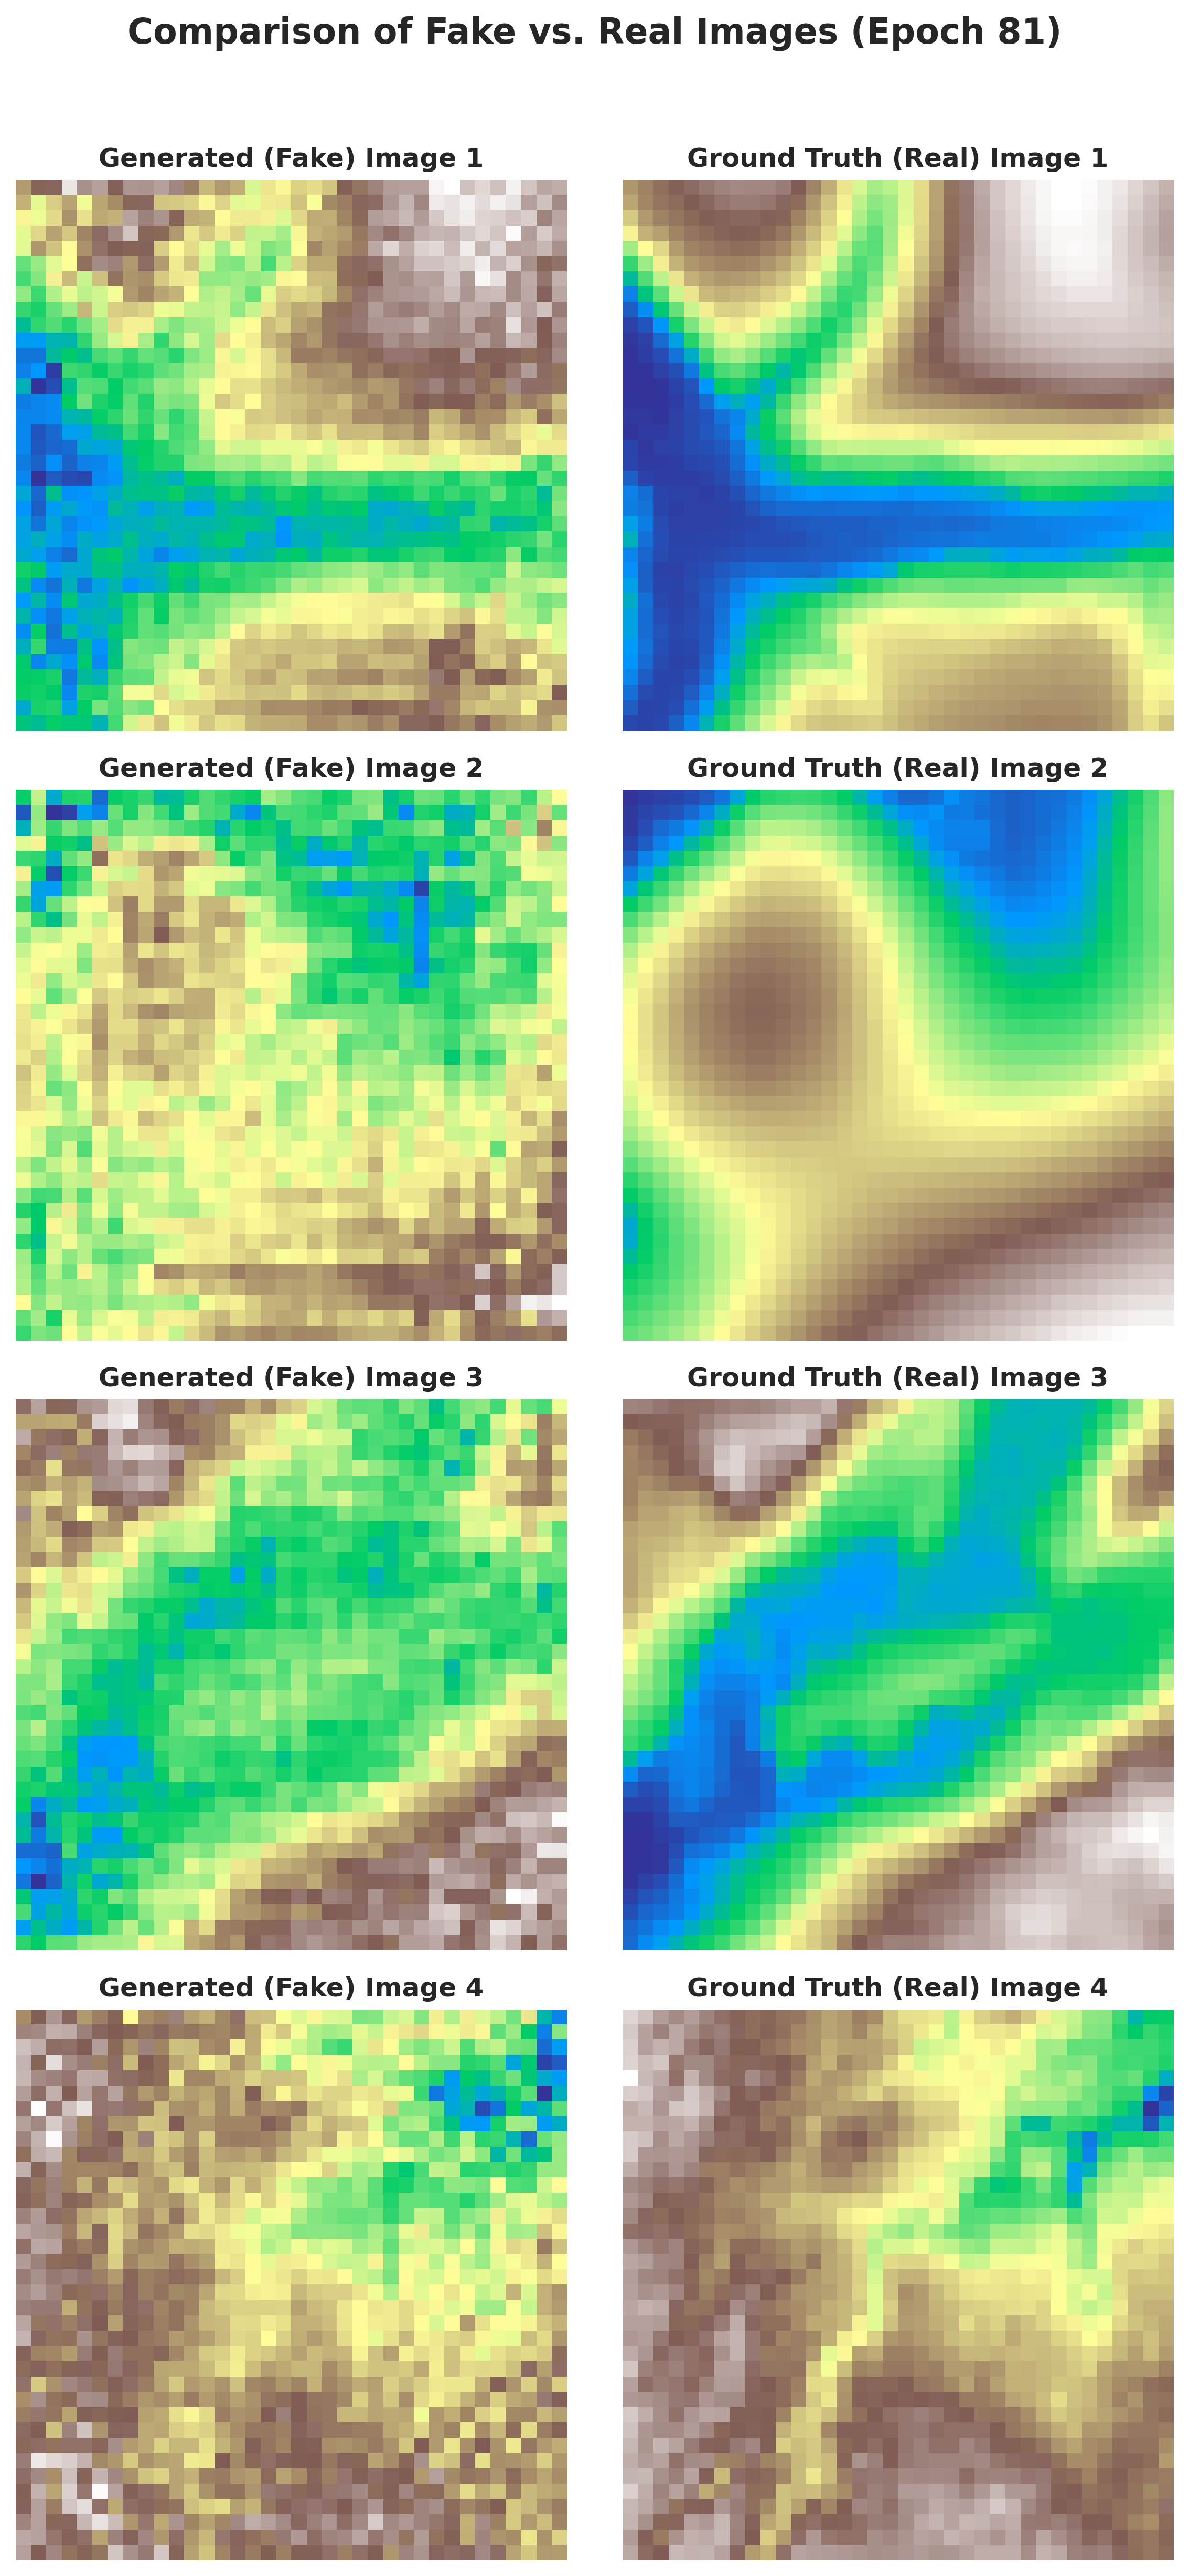 Comparison of Fake vs. Real Images (Epoch 81)
Generated (Fake) Image 1
Ground Truth (Real) Image 1
Generated (Fake) Image 2
Ground Truth (Real) Image 2
Generated (Fake) Image 3
Ground Truth (Real) Image 3
Generated (Fake) Image 4
Ground Truth (Real) Image 4